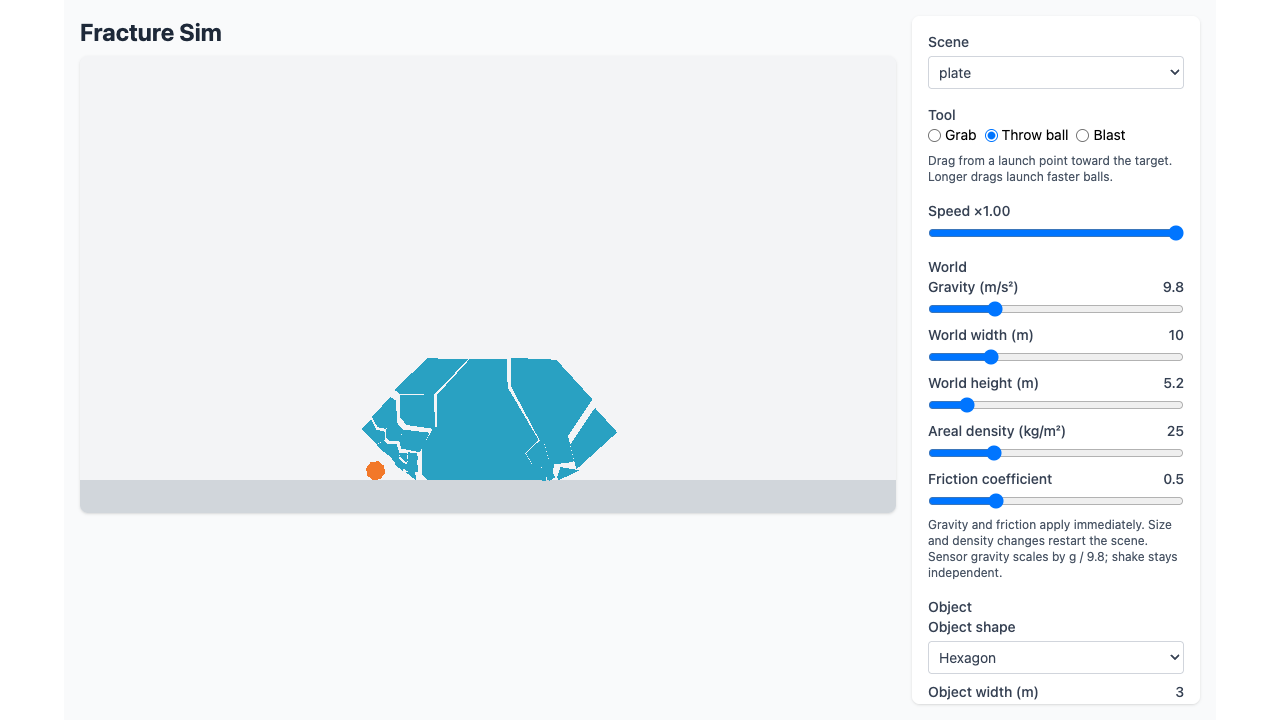 Fracture Sim
Scene
plate
Tool
Grab Throw ball Blast
Drag from a launch point toward the target.
Longer drags launch faster balls.
Speed ×1.00
World
Gravity (m/s²) 9.8
World width (m) 10
World height (m) 5.2
Areal density (kg/m²) 25
Friction coefficient 0.5
Gravity and friction apply immediately. Size
and density changes restart the scene.
Sensor gravity scales by g / 9.8; shake stays
independent.
Object
Object shape
Hexagon
Object width (m) 3